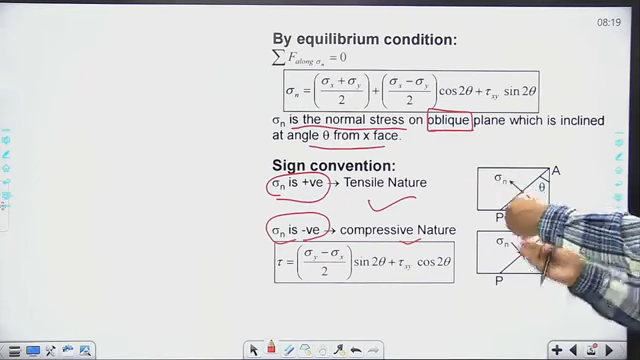 08:19
By equilibrium condition:
∑ F along σn = 0
σn = ((σx + σy)/2) + ((σx − σy)/2) cos 2θ + τxy sin 2θ
σn is the normal stress on oblique plane which is inclined
at angle θ from x face.
Sign convention:
σn is +ve → Tensile Nature
σn is -ve → compressive Nature
τ = ((σy − σx)/2) sin 2θ + τxy cos 2θ
σn
A
θ
P
σn
P